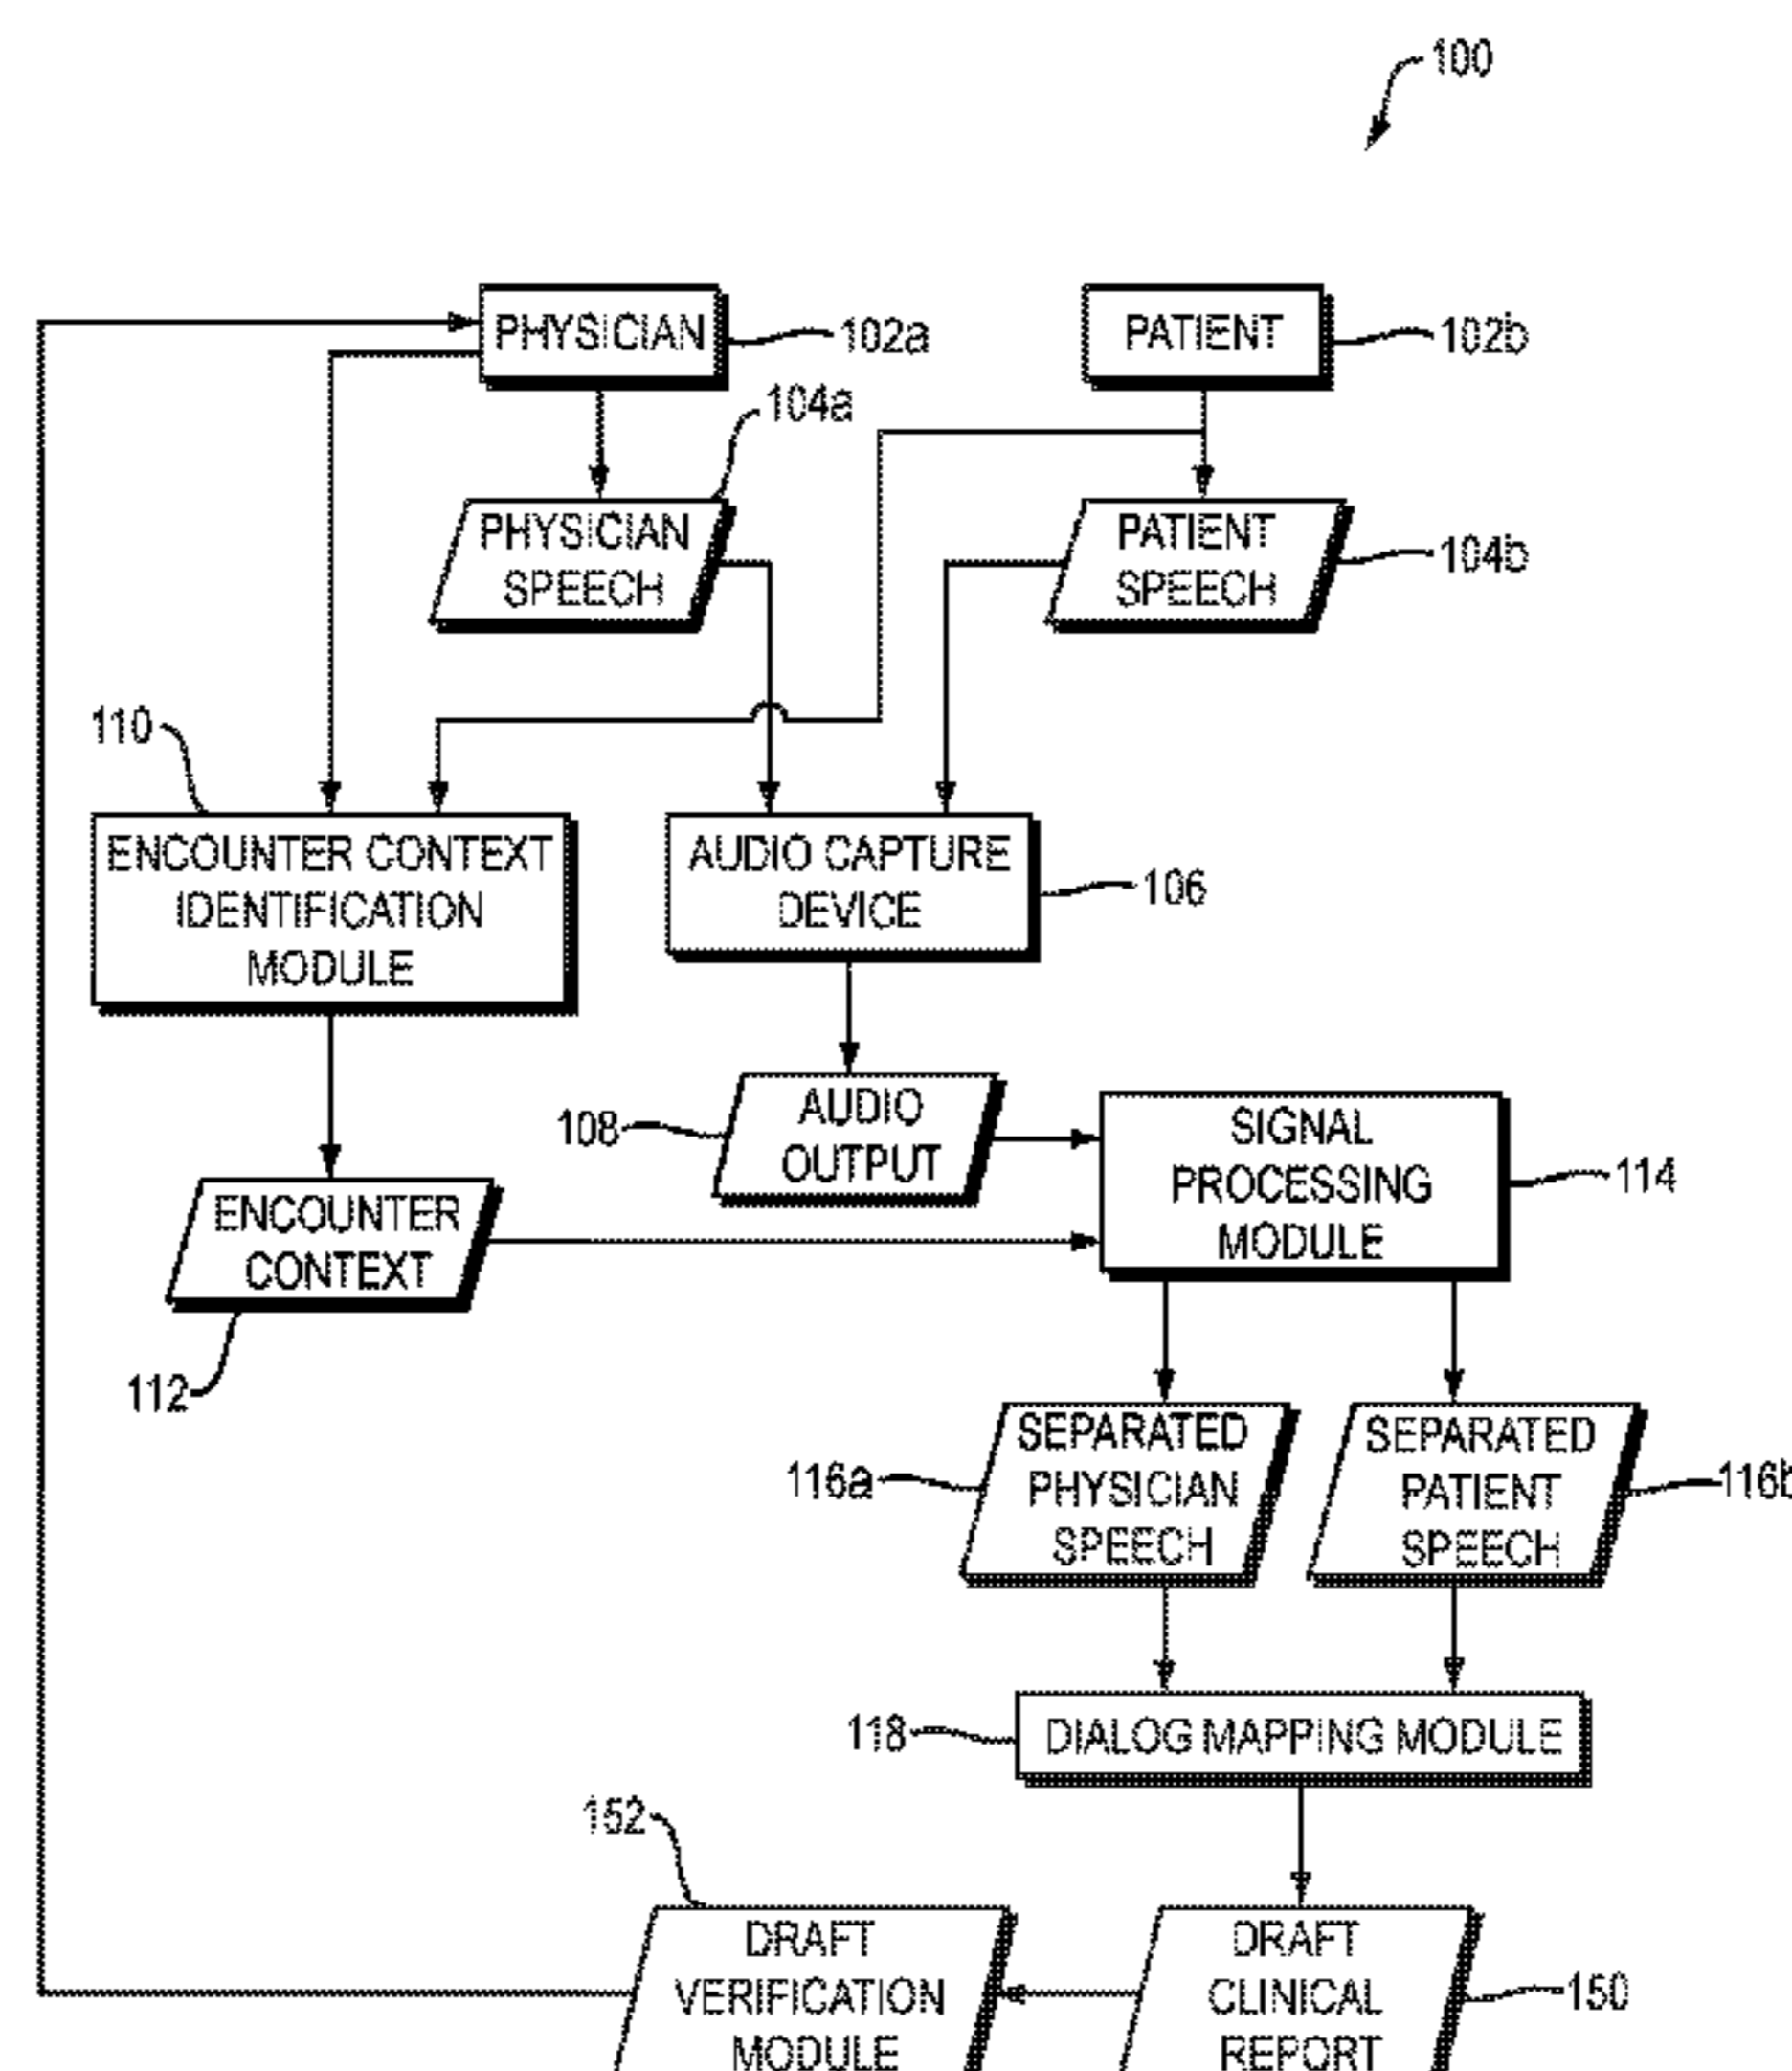 100
PHYSICIAN
102a
PATIENT
102b
104a
PHYSICIAN
SPEECH
PATIENT
SPEECH
104b
110
ENCOUNTER CONTEXT
IDENTIFICATION
MODULE
AUDIO CAPTURE
DEVICE
106
108
AUDIO
OUTPUT
SIGNAL
PROCESSING
MODULE
114
ENCOUNTER
CONTEXT
112
116a
SEPARATED
PHYSICIAN
SPEECH
SEPARATED
PATIENT
SPEECH
116b
118
DIALOG MAPPING MODULE
152
DRAFT
VERIFICATION
MODULE
DRAFT
CLINICAL
REPORT
150